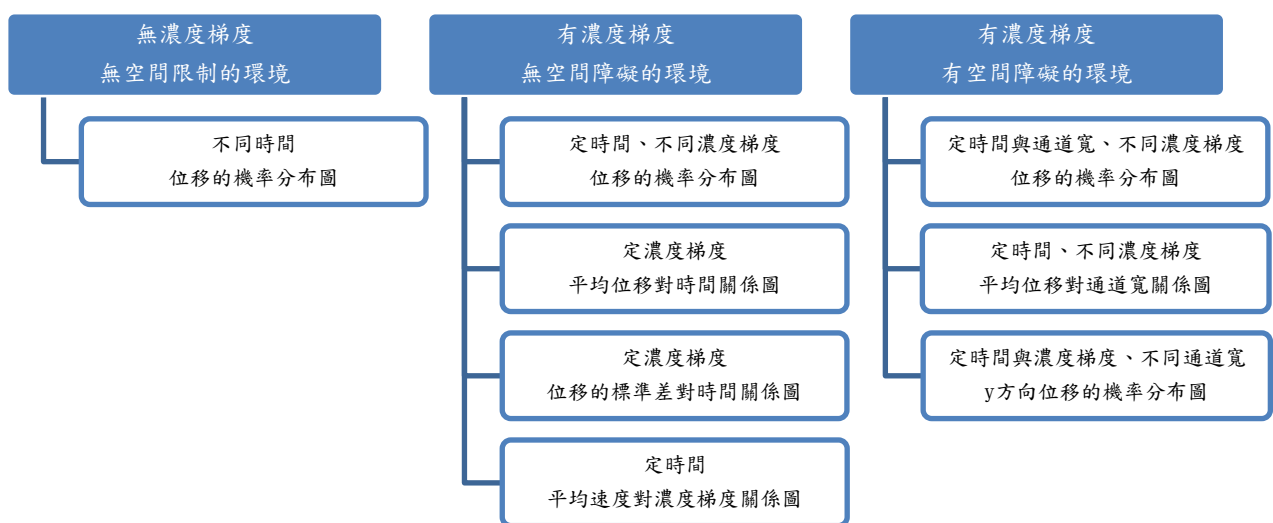 無濃度梯度
無空間限制的環境
不同時間
位移的機率分布圖
有濃度梯度
無空間障礙的環境
定時間、不同濃度梯度
位移的機率分布圖
定濃度梯度
平均位移對時間關係圖
定濃度梯度
位移的標準差對時間關係圖
定時間
平均速度對濃度梯度關係圖
有濃度梯度
有空間障礙的環境
定時間與通道寬、不同濃度梯度
位移的機率分布圖
定時間、不同濃度梯度
平均位移對通道寬關係圖
定時間與濃度梯度、不同通道寬
y方向位移的機率分布圖